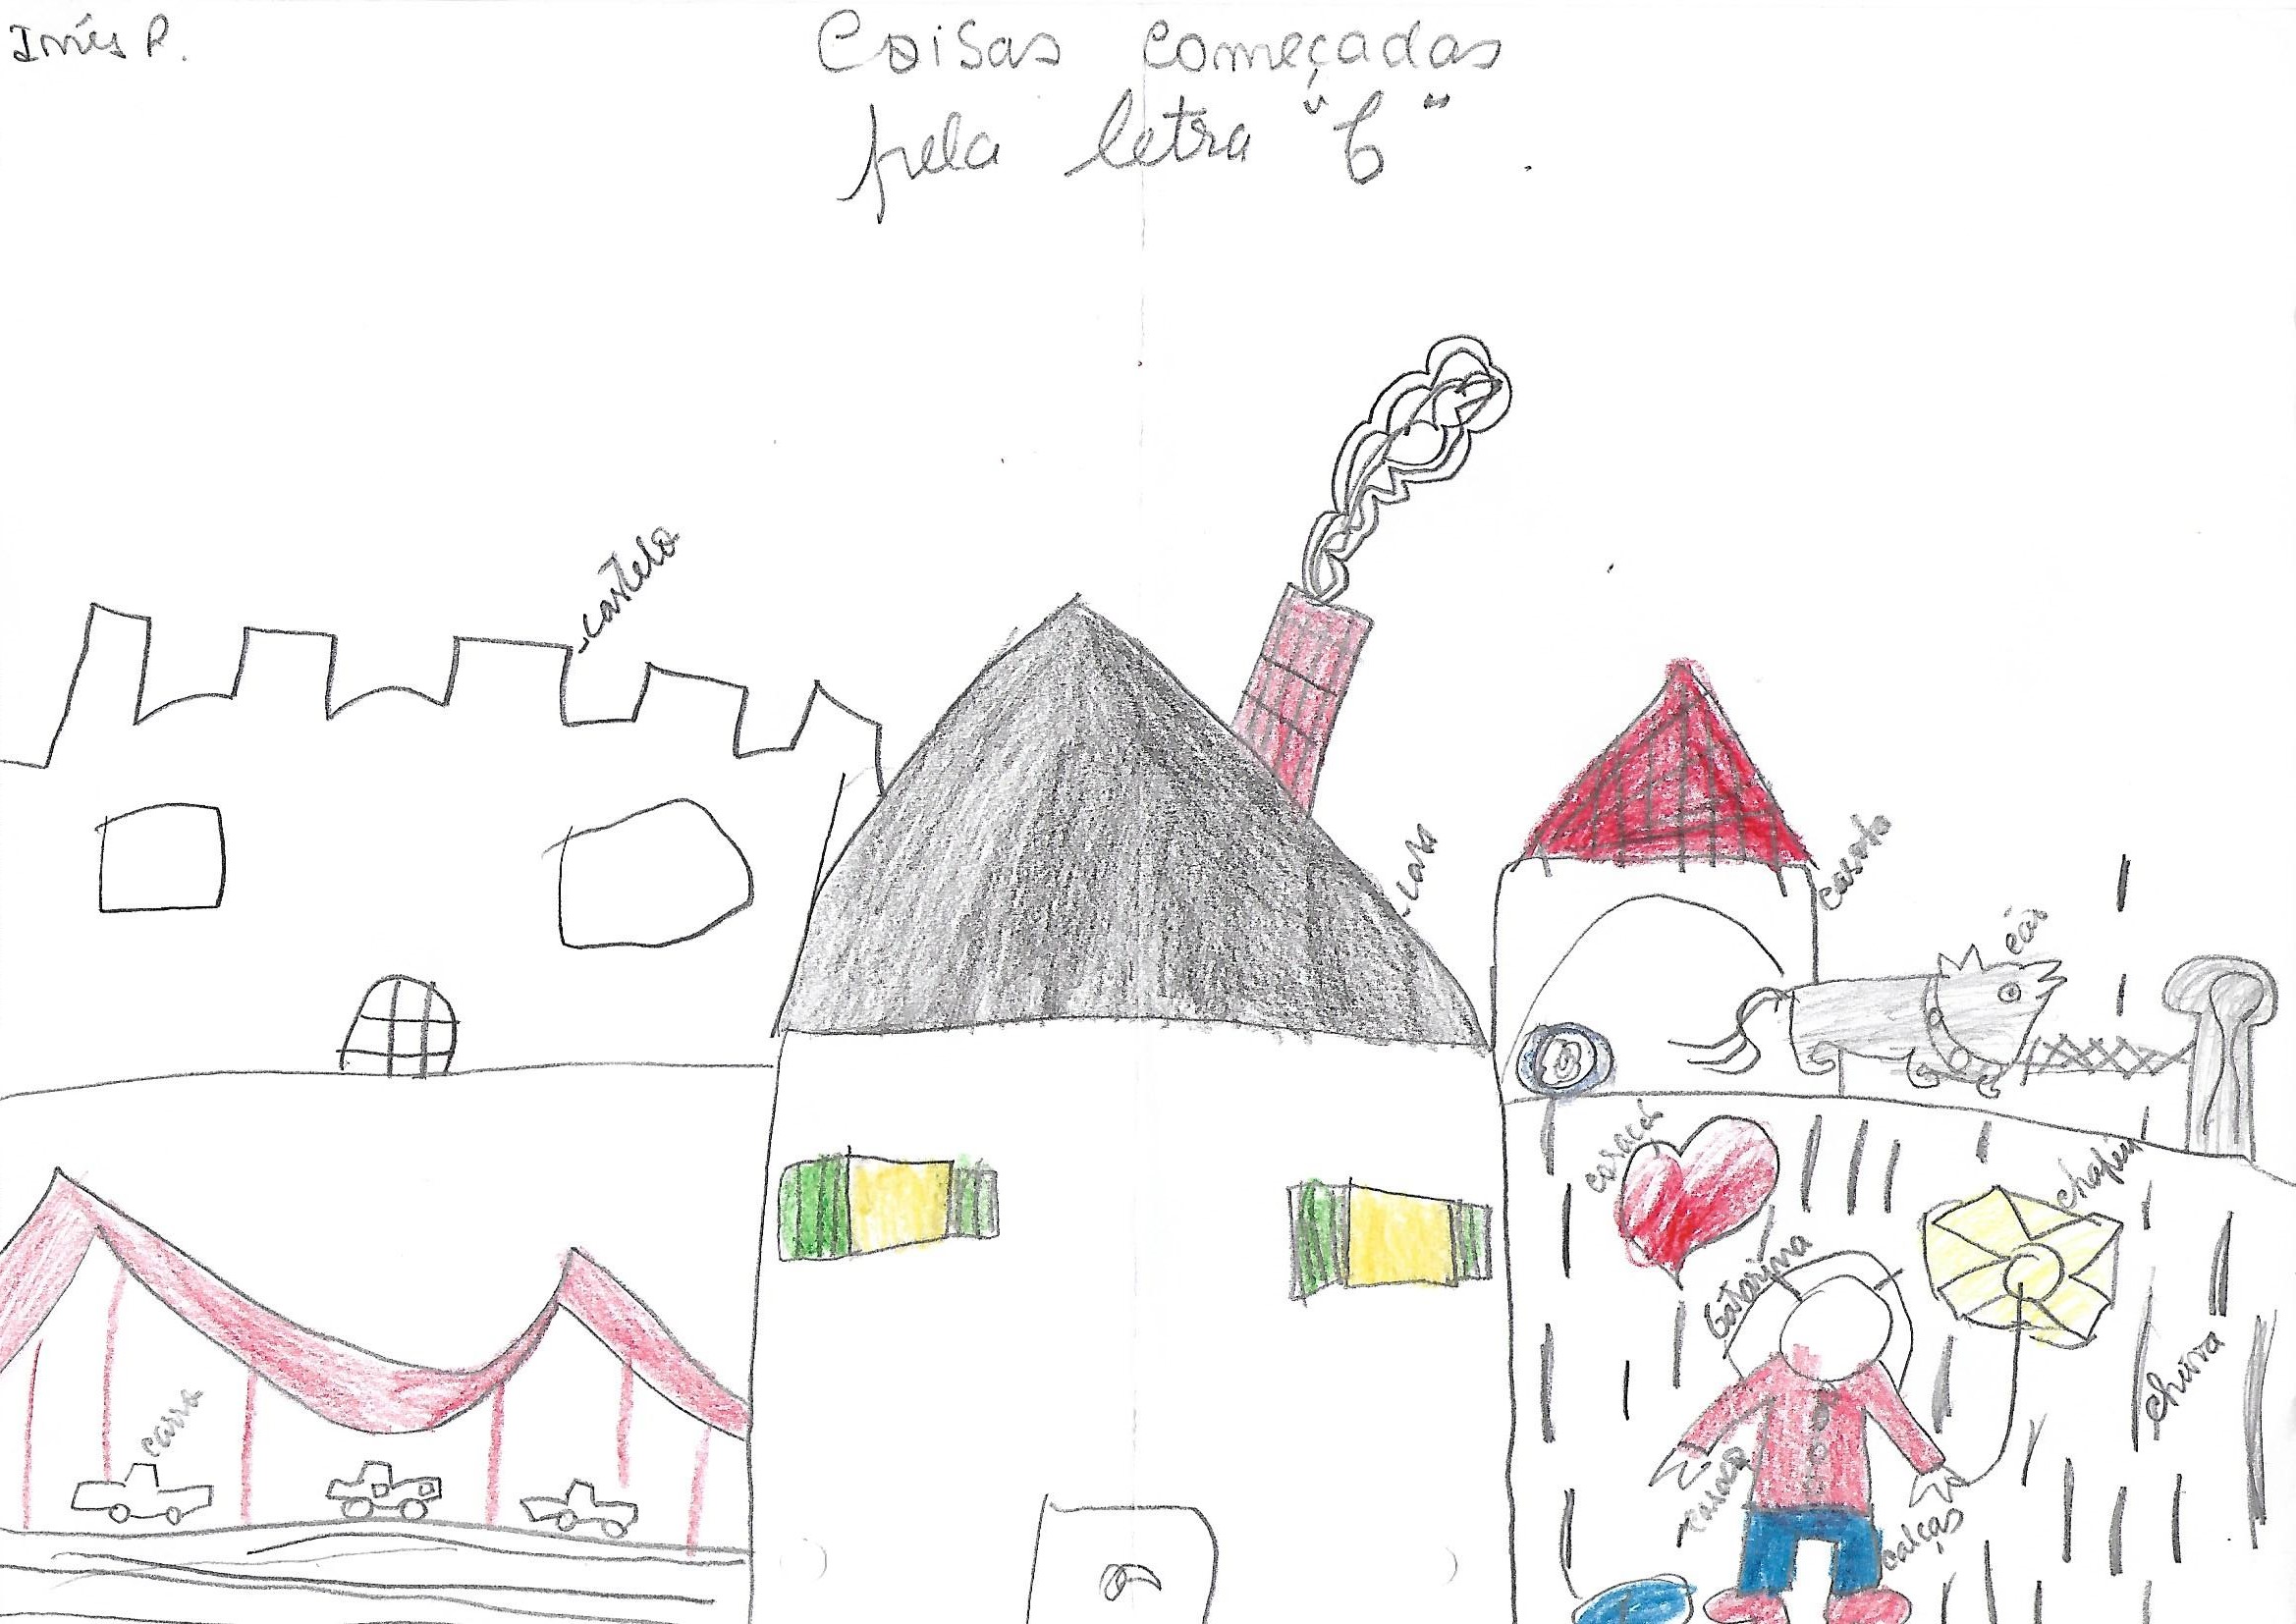 Inês P.
Coisas começadas
pela letra "C".
castelo
casa
casota
cão
coração
chapéu
Catarina
chuva
carro
casaco
calças